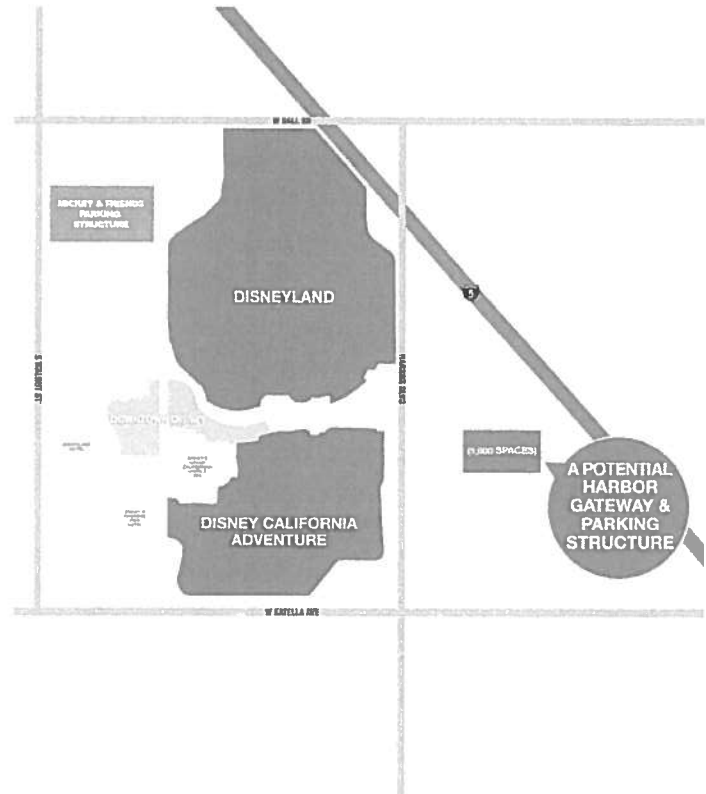 W BALL RD
MICKEY & FRIENDS
PARKING
STRUCTURE
DISNEYLAND
5
S WALNUT ST
HARBOR BLVD
DOWNTOWN DISNEY
(1,600 SPACES)
A POTENTIAL
HARBOR
GATEWAY &
PARKING
STRUCTURE
DISNEY CALIFORNIA
ADVENTURE
W KATELLA AVE